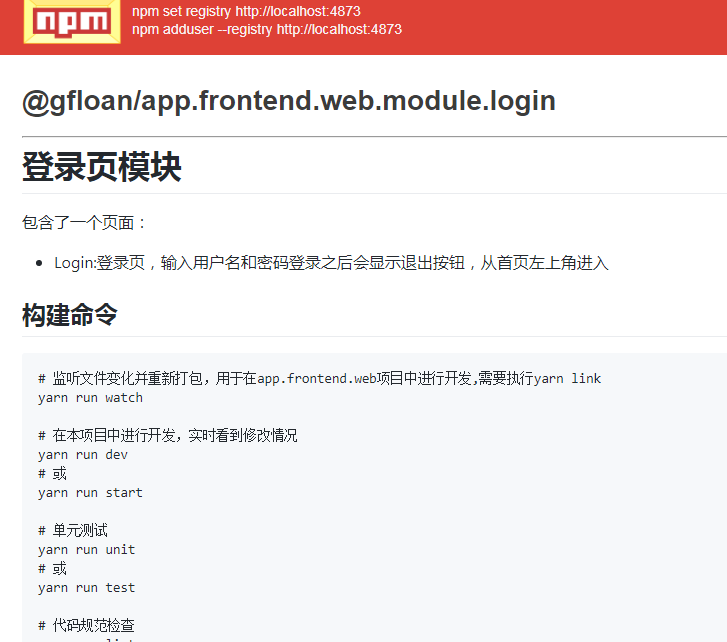 npm
npm set registry http://localhost:4873
npm adduser --registry http://localhost:4873
@gfloan/app.frontend.web.module.login
登录页模块
包含了一个页面：
Login:登录页，输入用户名和密码登录之后会显示退出按钮，从首页左上角进入
构建命令
# 监听文件变化并重新打包，用于在app.frontend.web项目中进行开发,需要执行yarn link
yarn run watch
# 在本项目中进行开发，实时看到修改情况
yarn run dev
# 或
yarn run start
# 单元测试
yarn run unit
# 或
yarn run test
# 代码规范检查